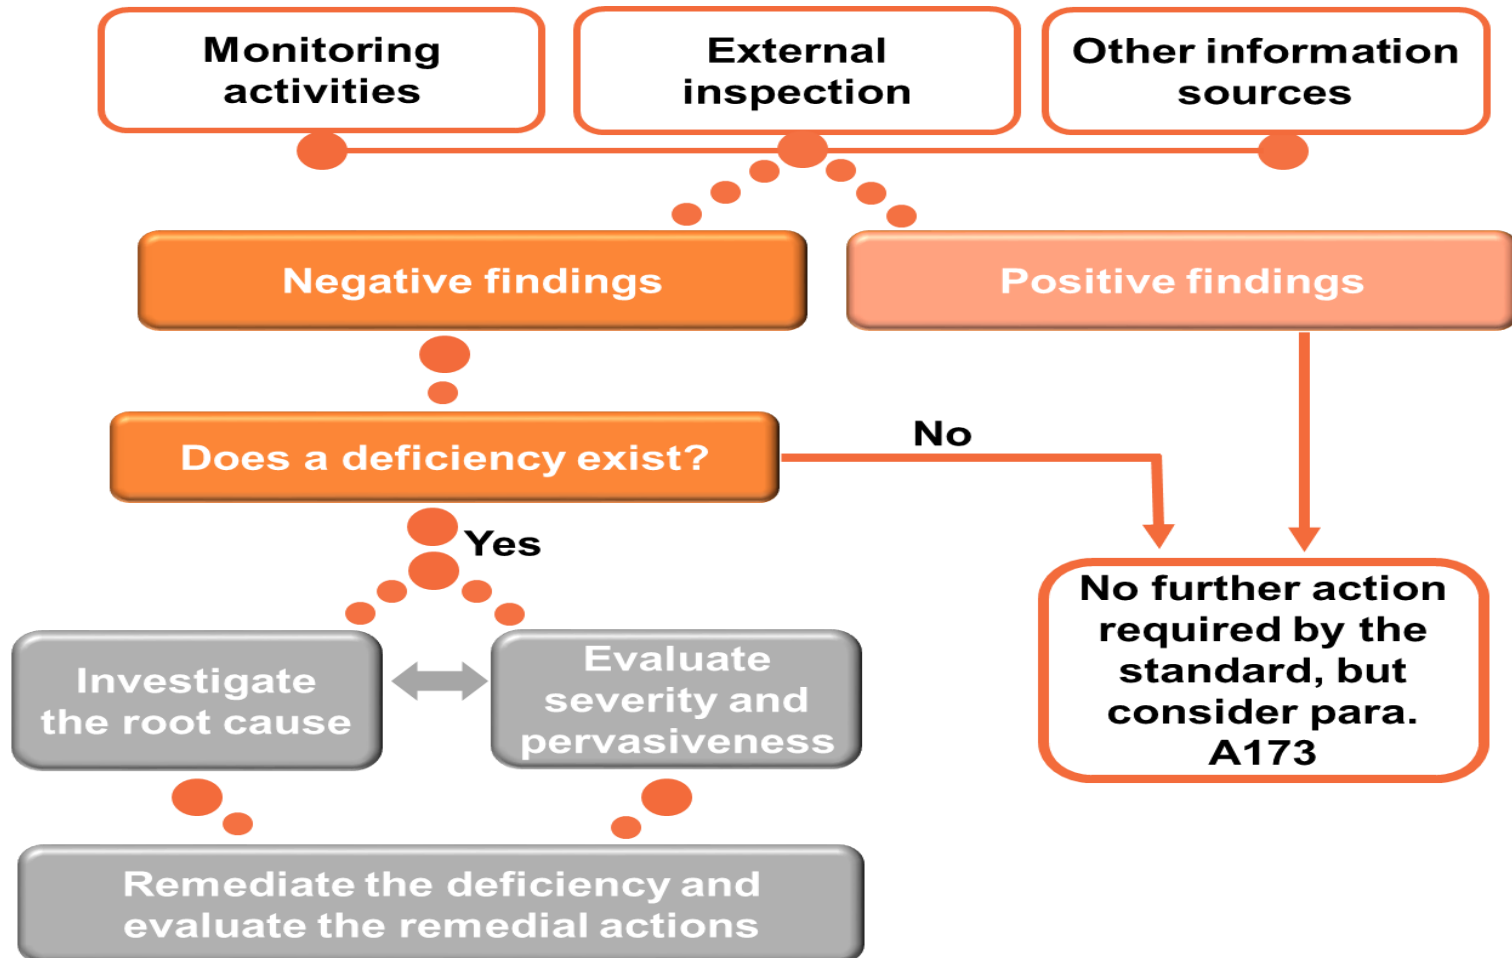 Monitoring
activities
External
inspection
Other information
sources
Negative findings
Positive findings
Does a deficiency exist?
No
Yes
Investigate
the root cause
Evaluate
severity and
pervasiveness
No further action
required by the
standard, but
consider para.
A173
Remediate the deficiency and
evaluate the remedial actions